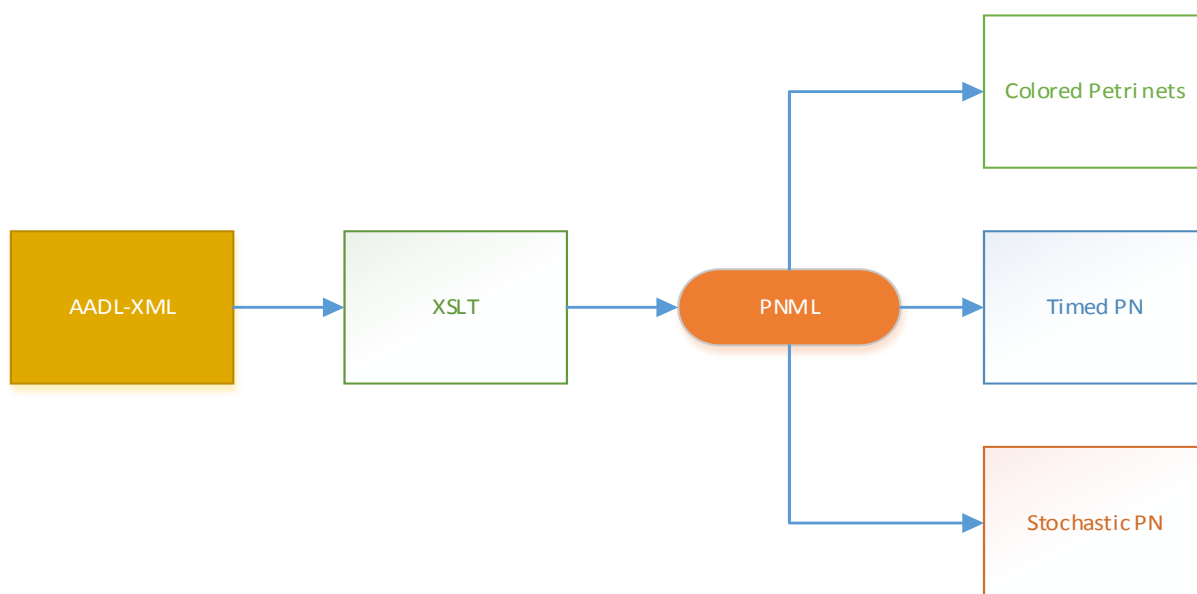 Colored Petri nets
AADL-XML
XSLT
PNML
Timed PN
Stochastic PN